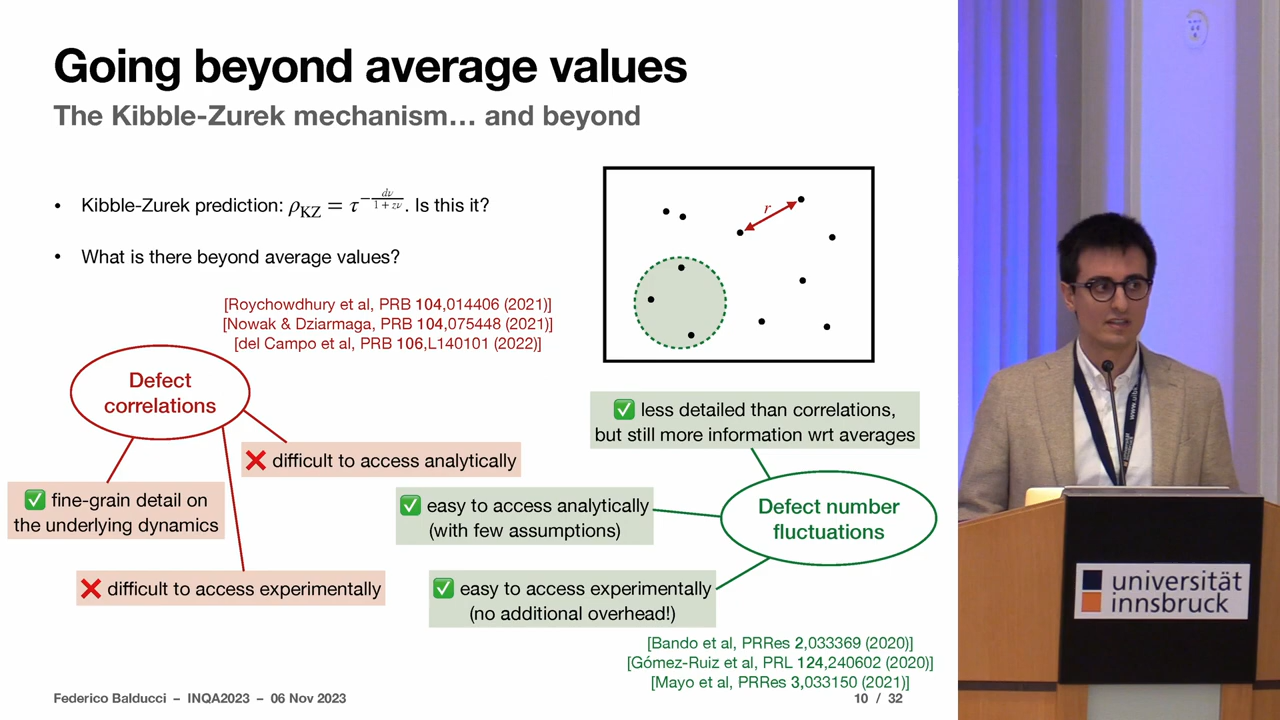 Going beyond average values
The Kibble-Zurek mechanism… and beyond
• Kibble-Zurek prediction: ρ_KZ = τ^{-\frac{dν}{1+zν}}. Is this it?
• What is there beyond average values?
r
[Roychowdhury et al, PRB 104,014406 (2021)]
[Nowak & Dziarmaga, PRB 104,075448 (2021)]
[del Campo et al, PRB 106,L140101 (2022)]
Defect
correlations
❌ difficult to access analytically
✅ fine-grain detail on
the underlying dynamics
❌ difficult to access experimentally
✅ less detailed than correlations,
but still more information wrt averages
✅ easy to access analytically
(with few assumptions)
Defect number
fluctuations
✅ easy to access experimentally
(no additional overhead!)
[Bando et al, PRRes 2,033369 (2020)]
[Gómez-Ruiz et al, PRL 124,240602 (2020)]
[Mayo et al, PRRes 3,033150 (2021)]
Federico Balducci – INQA2023 – 06 Nov 2023
10 / 32
universität
innsbruck